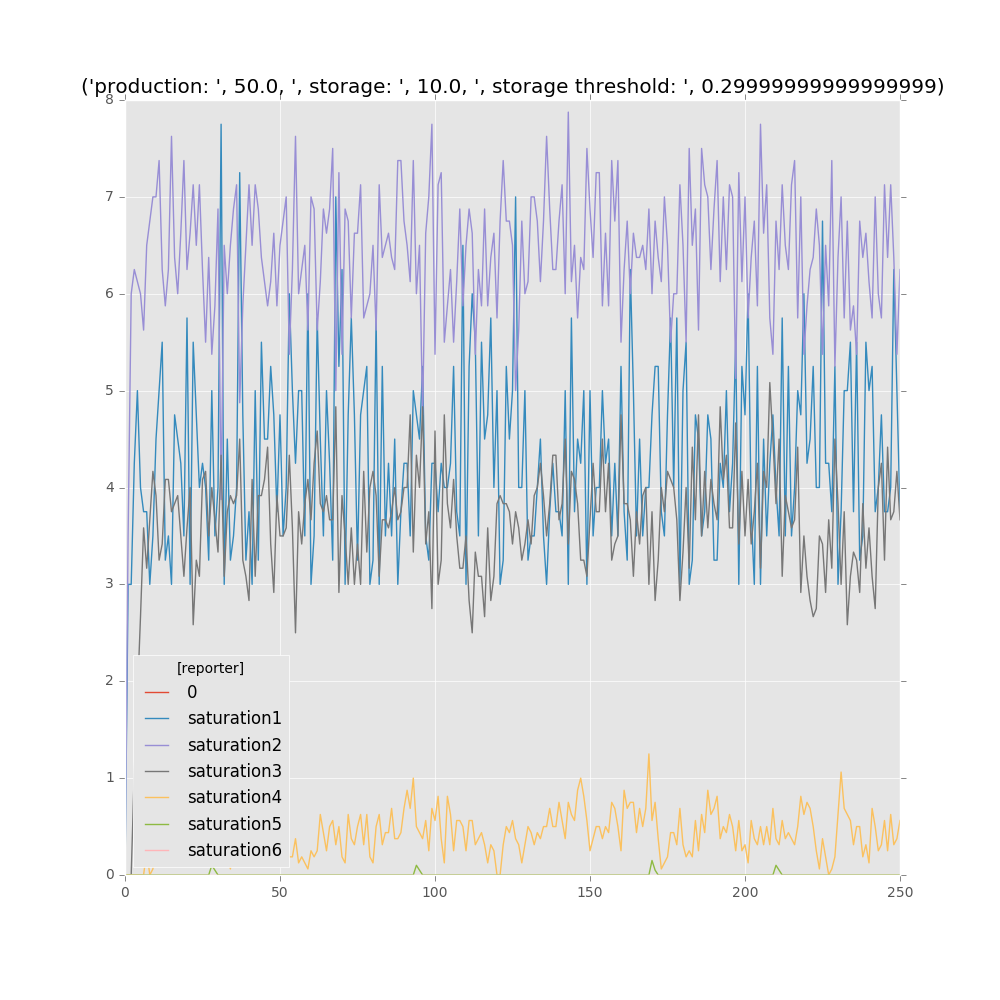 ('production: ', 50.0, ', storage: ', 10.0, ', storage threshold: ', 0.29999999999999999)
8
7
6
5
4
3
2
1
0
[reporter]
0
saturation1
saturation2
saturation3
saturation4
saturation5
saturation6
0 50 100 150 200 250